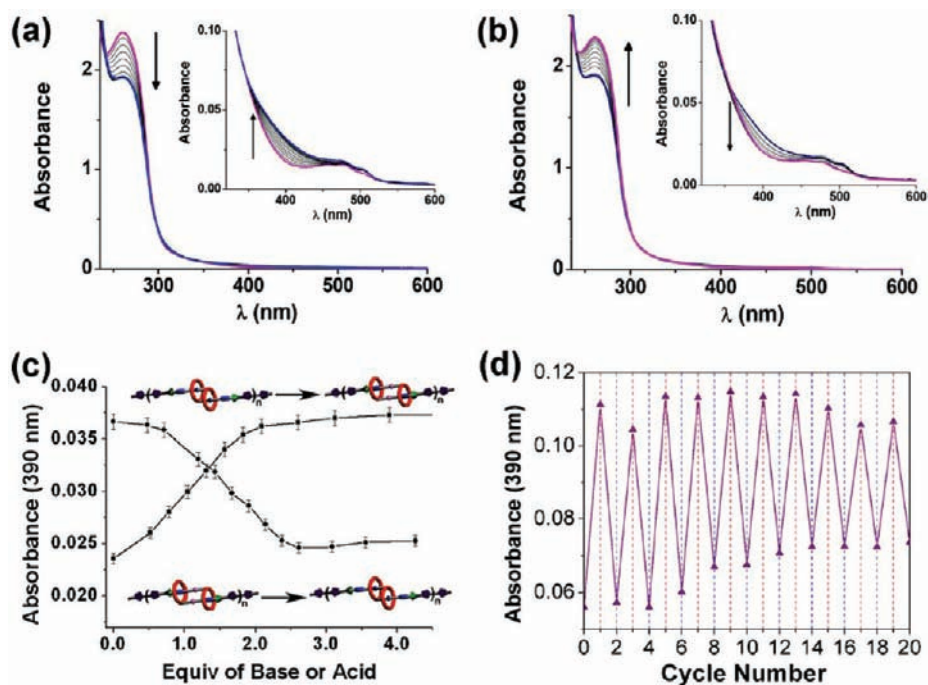 (a)
Absorbance
2
1
0
300
400
500
600
λ (nm)
Absorbance
0.10
0.05
0.00
400
500
600
λ (nm)
(b)
Absorbance
2
1
0
300
400
500
600
λ (nm)
Absorbance
0.10
0.05
0.00
400
500
600
λ (nm)
(c)
Absorbance (390 nm)
0.040
0.035
0.030
0.025
0.020
0.0
1.0
2.0
3.0
4.0
Equiv of Base or Acid
n
n
n
n
(d)
Absorbance (390 nm)
0.12
0.10
0.08
0.06
0
2
4
6
8
10
12
14
16
18
20
Cycle Number